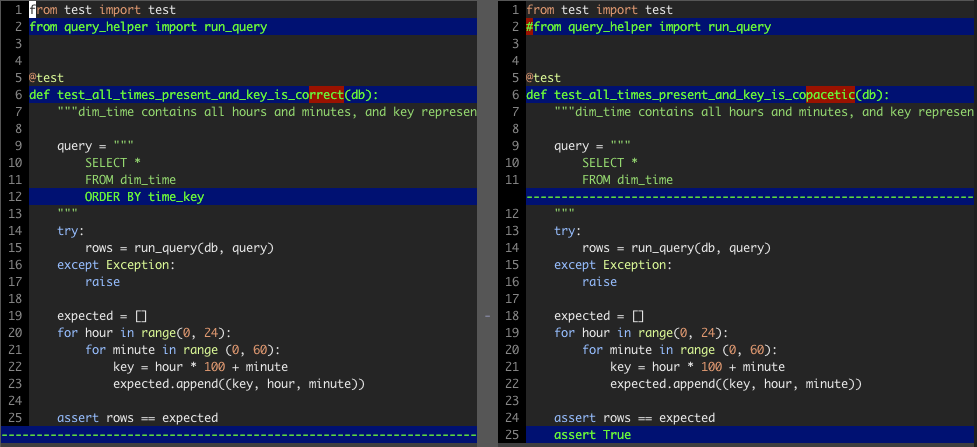 1 from test import test
2 from query_helper import run_query
3
4
5 @test
6 def test_all_times_present_and_key_is_correct(db):
7     """dim_time contains all hours and minutes, and key represen
8
9     query = """
10         SELECT *
11         FROM dim_time
12         ORDER BY time_key
13     """
14     try:
15         rows = run_query(db, query)
16     except Exception:
17         raise
18
19     expected = []
20     for hour in range(0, 24):
21         for minute in range (0, 60):
22             key = hour * 100 + minute
23             expected.append((key, hour, minute))
24
25     assert rows == expected
1 from test import test
2 #from query_helper import run_query
3
4
5 @test
6 def test_all_times_present_and_key_is_copacetic(db):
7     """dim_time contains all hours and minutes, and key represen
8
9     query = """
10         SELECT *
11         FROM dim_time
12     """
13     try:
14         rows = run_query(db, query)
15     except Exception:
16         raise
17
18     expected = []
19     for hour in range(0, 24):
20         for minute in range (0, 60):
21             key = hour * 100 + minute
22             expected.append((key, hour, minute))
23
24     assert rows == expected
25     assert True